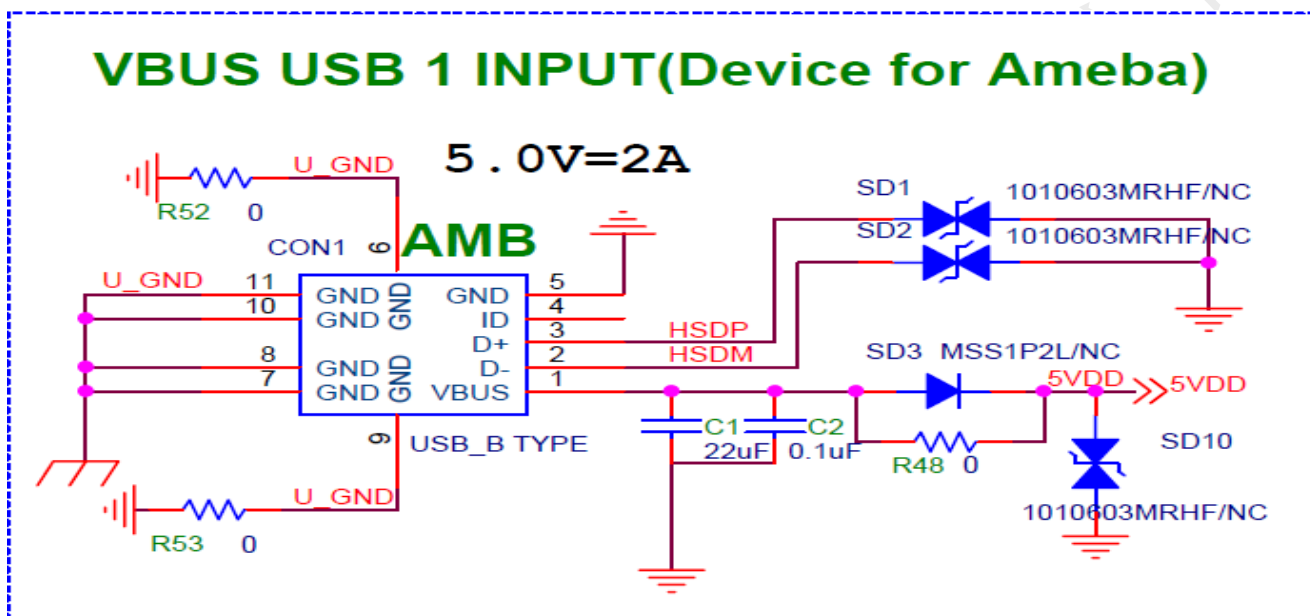 VBUS USB 1 INPUT(Device for Ameba)
5.0V=2A
U_GND
R52 0
CON1
6
AMB
SD1 1010603MRHF/NC
SD2 1010603MRHF/NC
U_GND
11 GND GND GND 5
10 GND ID 4
D+ 3 HSDP
8 GND GND D- 2 HSDM
7 GND VBUS 1
SD3 MSS1P2L/NC
5VDD 5VDD
C1 C2
22uF 0.1uF
R48 0
SD10
1010603MRHF/NC
9
USB_B TYPE
U_GND
R53 0